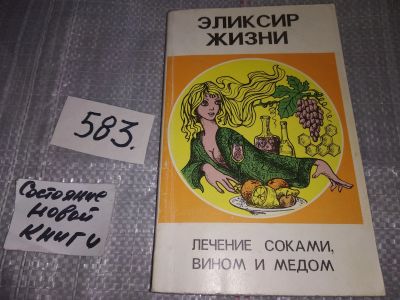 ЭЛИКСИР
ЖИЗНИ
583.
Состояние
новой
книги
ЛЕЧЕНИЕ СОКАМИ,
ВИНОМ И МЕДОМ